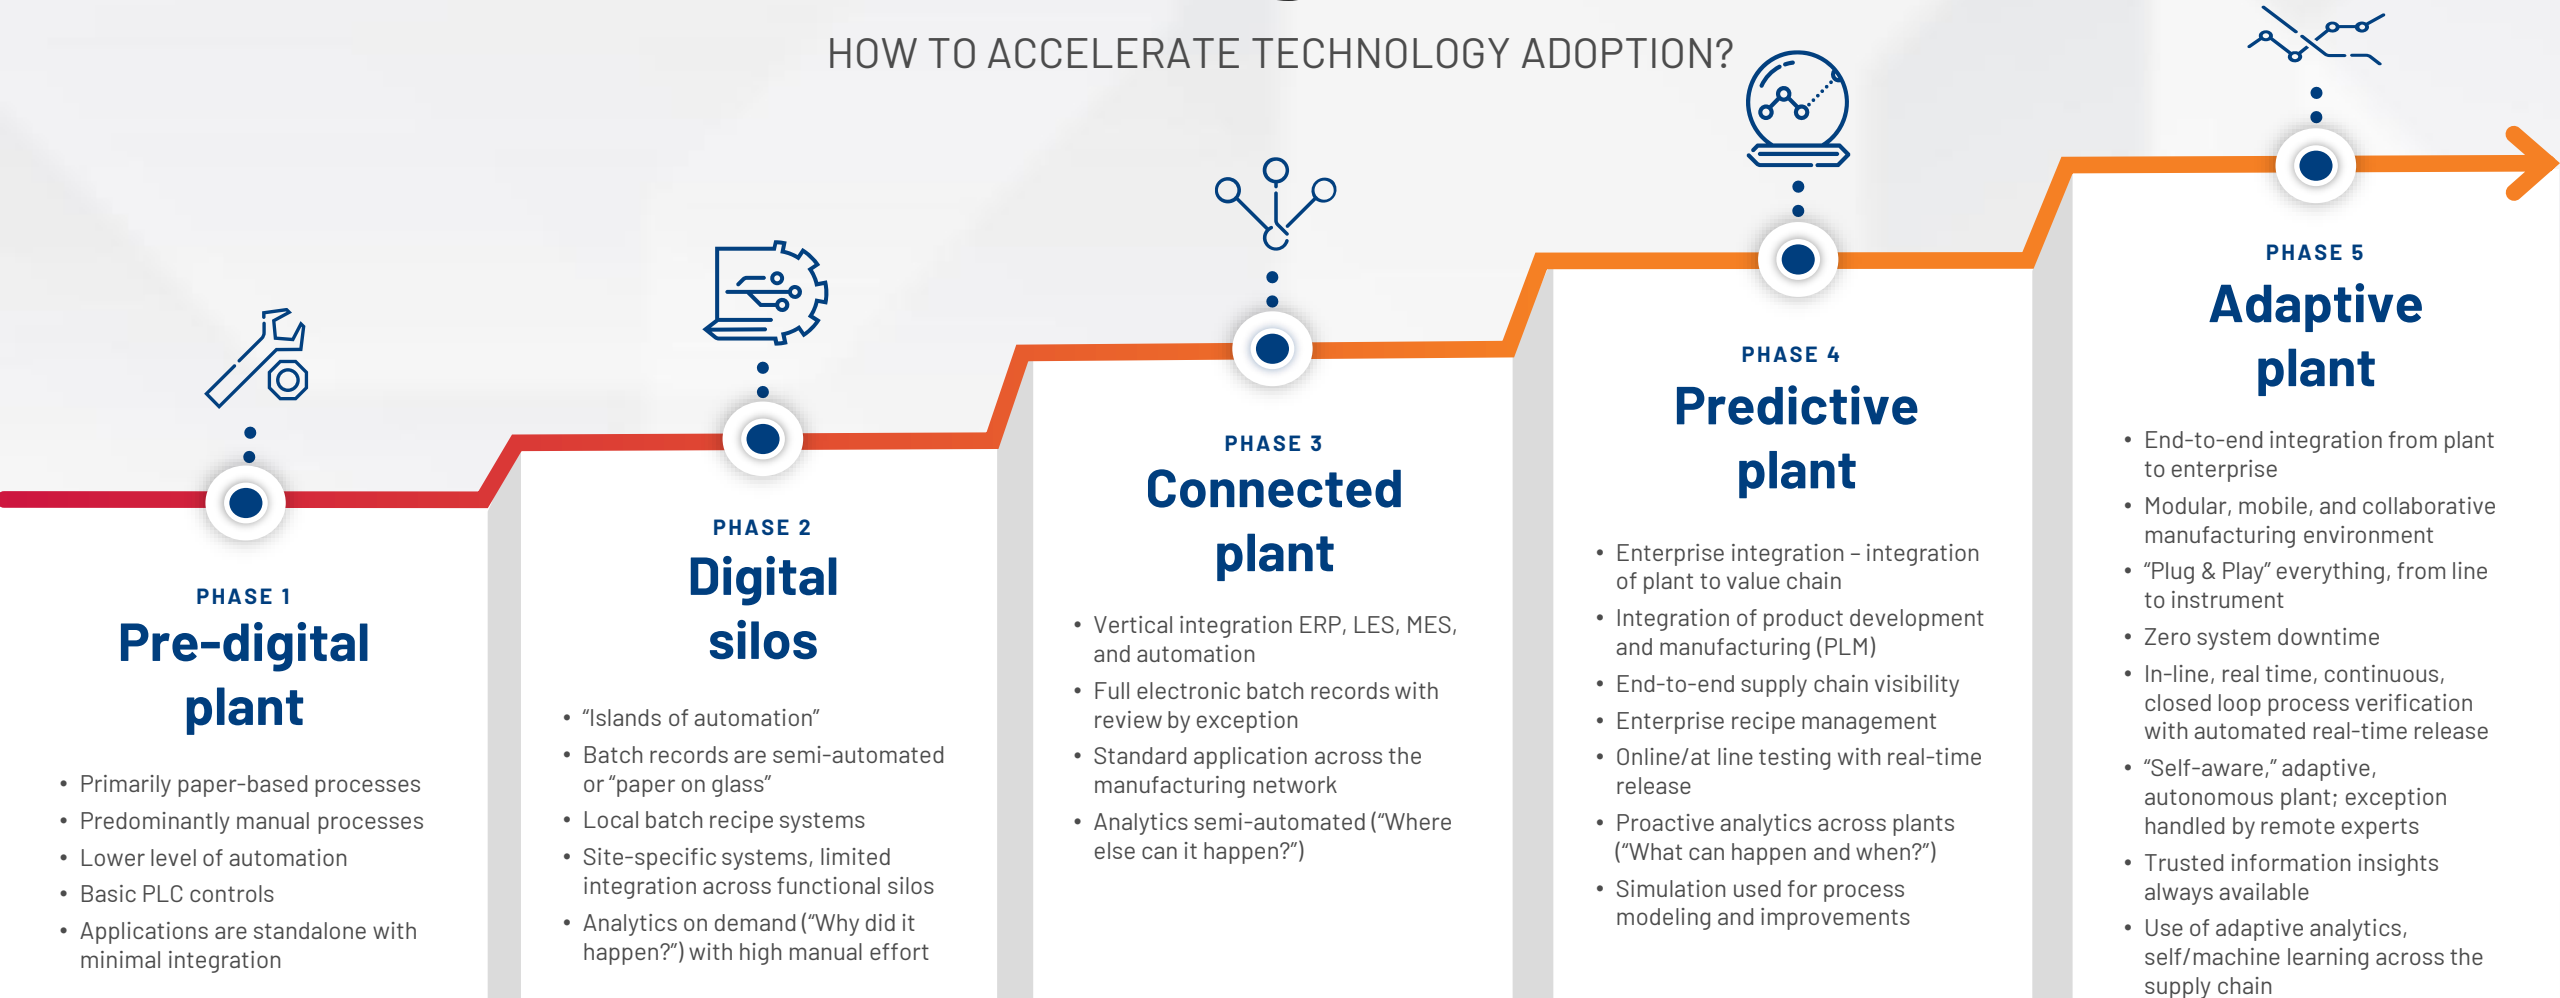 HOW TO ACCELERATE TECHNOLOGY ADOPTION?
PHASE 1
Pre-digital
plant
• Primarily paper-based processes
• Predominantly manual processes
• Lower level of automation
• Basic PLC controls
• Applications are standalone with
minimal integration
PHASE 2
Digital
silos
• “Islands of automation”
• Batch records are semi-automated
or “paper on glass”
• Local batch recipe systems
• Site-specific systems, limited
integration across functional silos
• Analytics on demand (“Why did it
happen?”) with high manual effort
PHASE 3
Connected
plant
• Vertical integration ERP, LES, MES,
and automation
• Full electronic batch records with
review by exception
• Standard application across the
manufacturing network
• Analytics semi-automated (“Where
else can it happen?”)
PHASE 4
Predictive
plant
• Enterprise integration – integration
of plant to value chain
• Integration of product development
and manufacturing (PLM)
• End-to-end supply chain visibility
• Enterprise recipe management
• Online/at line testing with real-time
release
• Proactive analytics across plants
(“What can happen and when?”)
• Simulation used for process
modeling and improvements
PHASE 5
Adaptive
plant
• End-to-end integration from plant
to enterprise
• Modular, mobile, and collaborative
manufacturing environment
• “Plug & Play” everything, from line
to instrument
• Zero system downtime
• In-line, real time, continuous,
closed loop process verification
with automated real-time release
• “Self-aware,” adaptive,
autonomous plant; exception
handled by remote experts
• Trusted information insights
always available
• Use of adaptive analytics,
self/machine learning across the
supply chain